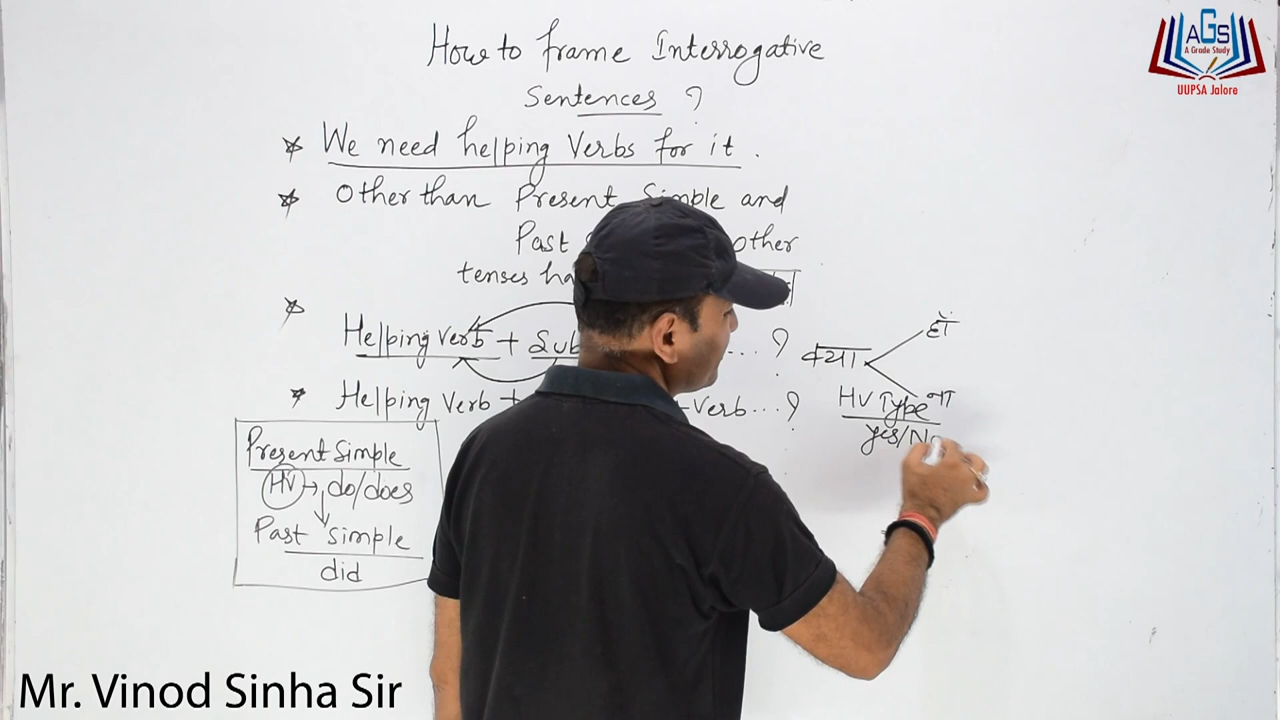 How to frame Interrogative
Sentences ?
We need helping Verbs for it .
Other than Present Simple and
Past other
tenses
Helping verb + Sub ... ?
Helping Verb + -verb ... ?
क्या
हाँ
ना
HV Type
Yes/No
Present Simple
HV → do/does
Past simple
did
AGS
A Grade Study
UUPSA Jalore
Mr. Vinod Sinha Sir